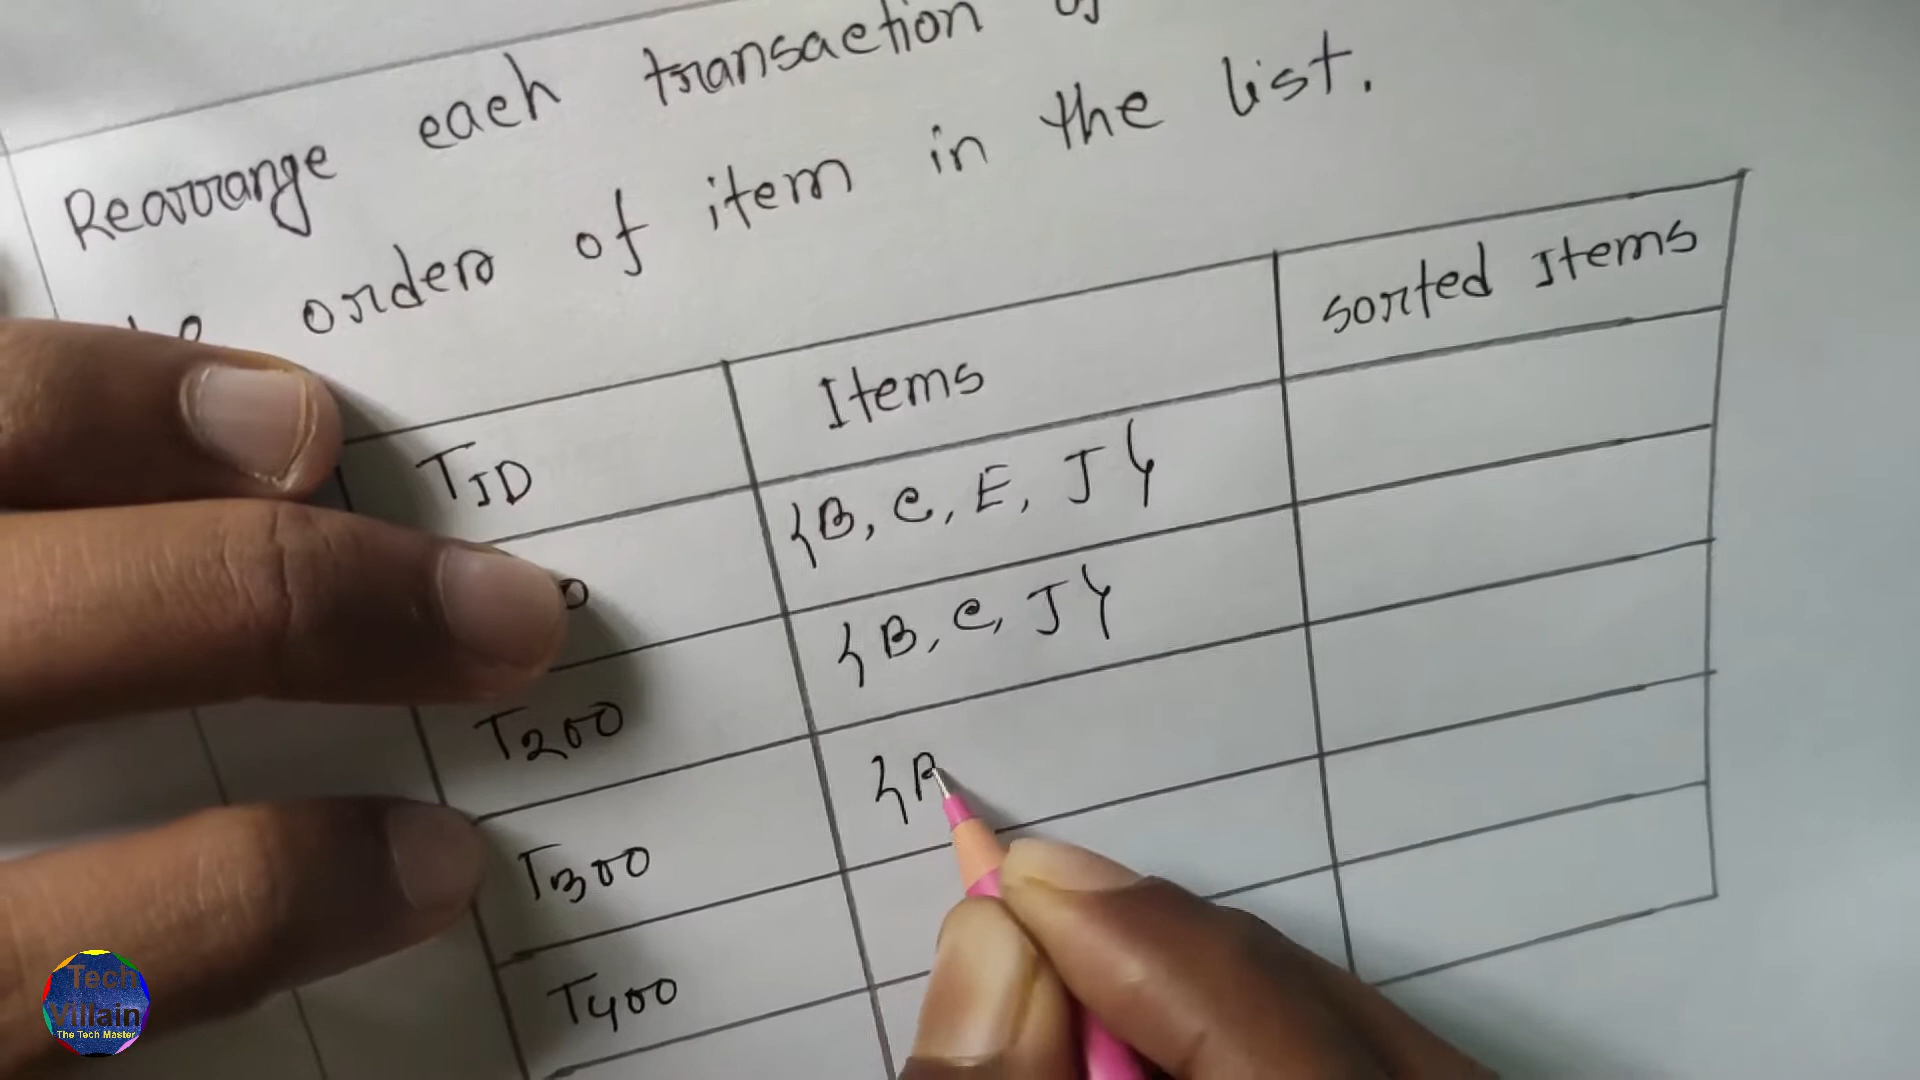 Rearrange each transaction
orders of item in the list.
TID Items Sorted Items
{B, C, E, J}
{B, C, J}
T200 {B
T300
T400
Tech
Villain
The Tech Master